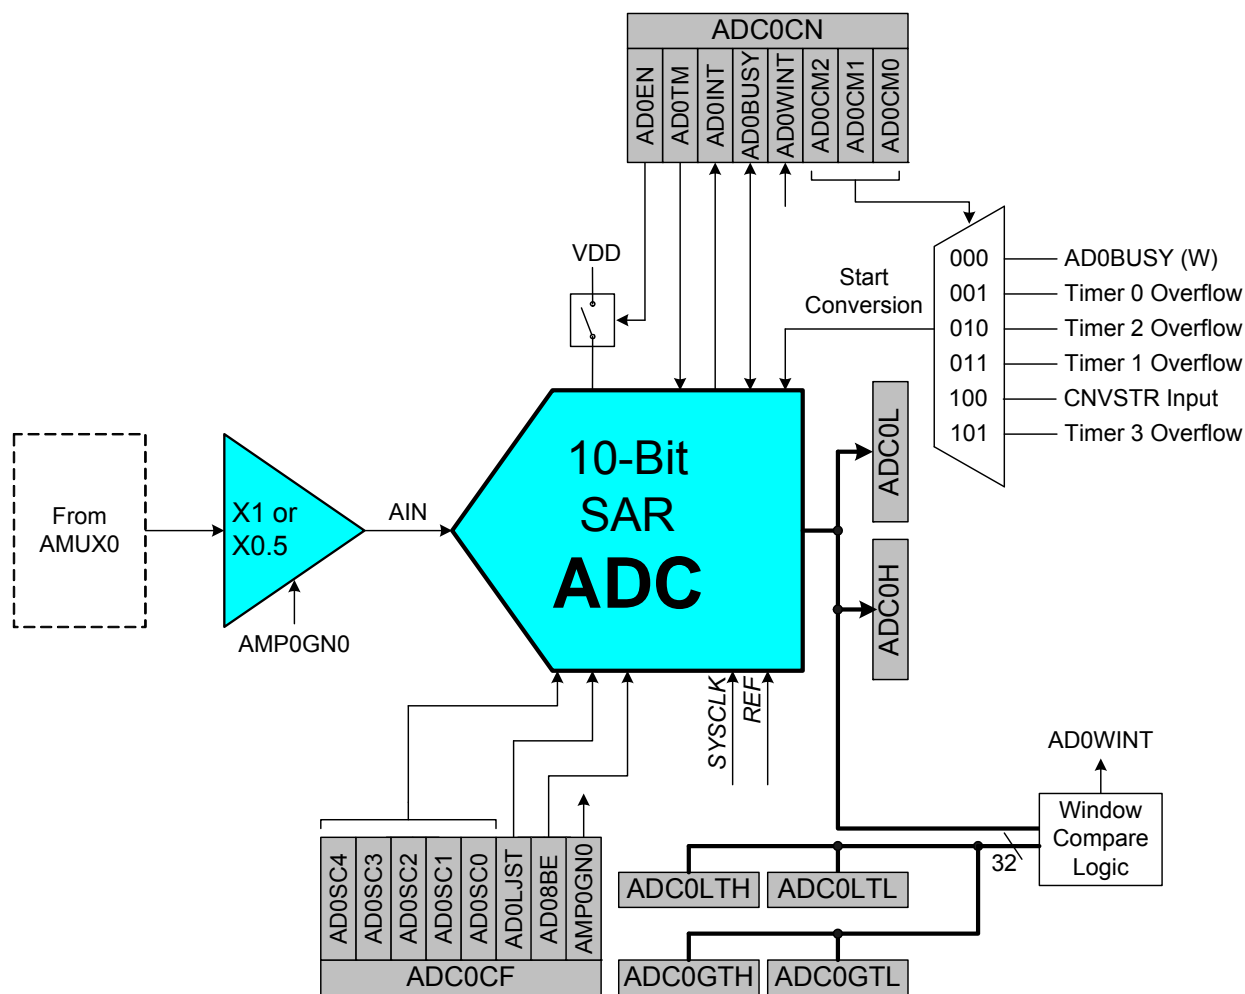 ADC0CN
AD0EN
AD0TM
AD0INT
AD0BUSY
AD0WINT
AD0CM2
AD0CM1
AD0CM0
VDD
Start
Conversion
000
001
010
011
100
101
AD0BUSY (W)
Timer 0 Overflow
Timer 2 Overflow
Timer 1 Overflow
CNVSTR Input
Timer 3 Overflow
From
AMUX0
X1 or
X0.5
AMP0GN0
AIN
10-Bit
SAR
ADC
ADC0L
ADC0H
SYSCLK
REF
AD0WINT
Window
Compare
Logic
32
AD0SC4
AD0SC3
AD0SC2
AD0SC1
AD0SC0
AD0LJST
AD08BE
AMP0GN0
ADC0CF
ADC0LTH
ADC0LTL
ADC0GTH
ADC0GTL